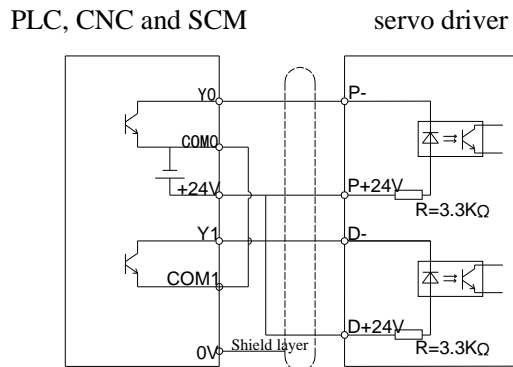 PLC, CNC and SCM
servo driver
Y0
P-
COM0
+24V
P+24V
R=3.3KΩ
Y1
D-
COM1
D+24V
0V
Shield layer
R=3.3KΩ